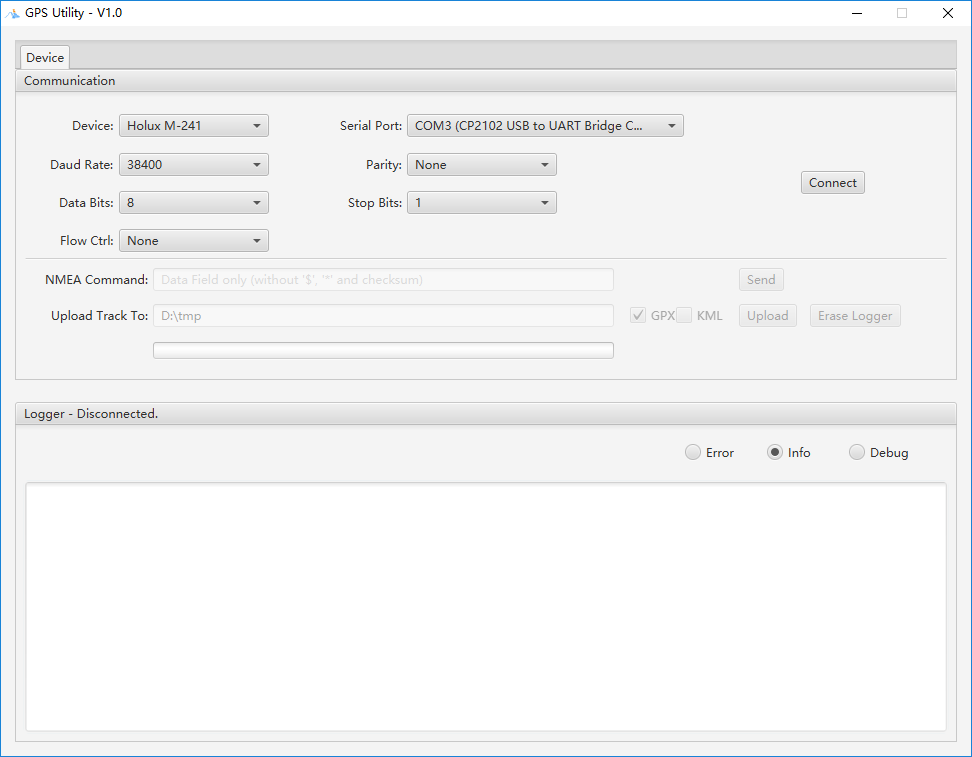 GPS Utility - V1.0
Device
Communication
Device: Holux M-241 Serial Port: COM3 (CP2102 USB to UART Bridge C...
Daud Rate: 38400 Parity: None
Connect
Data Bits: 8 Stop Bits: 1
Flow Ctrl: None
NMEA Command: Data Field only (without '$', '*' and checksum) Send
Upload Track To: D:\tmp GPX KML Upload Erase Logger
Logger - Disconnected.
Error Info Debug